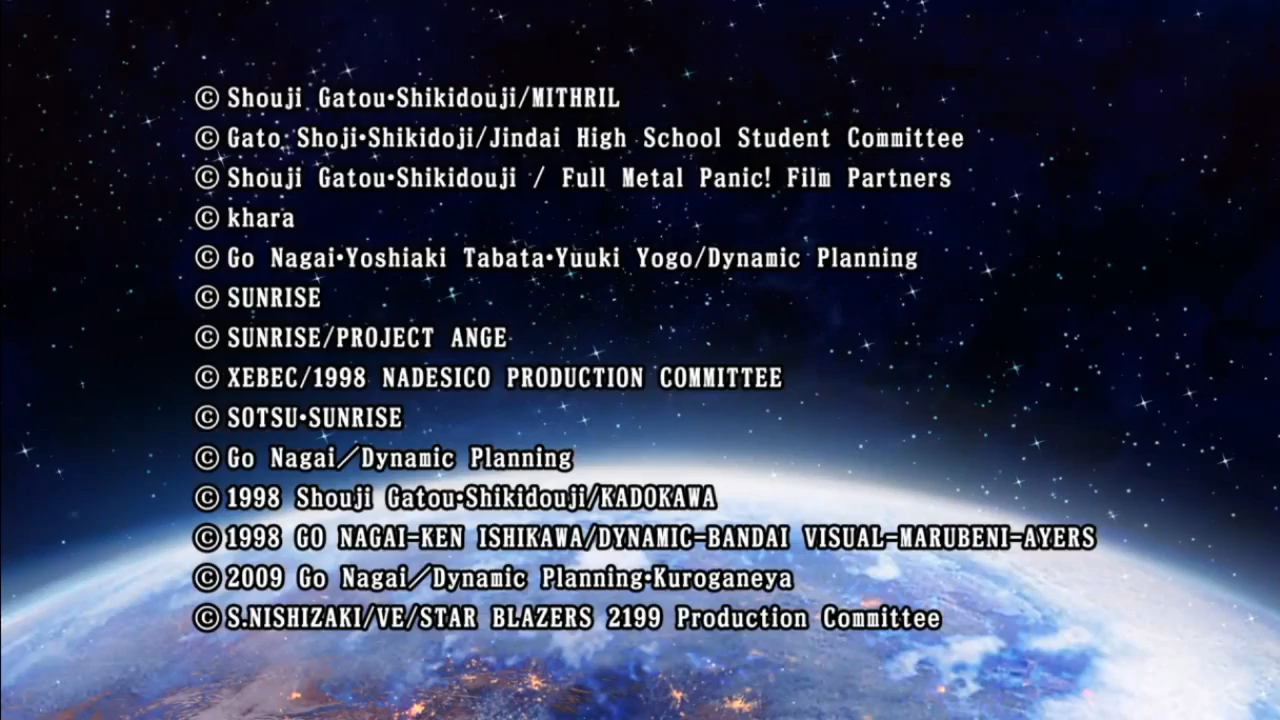 © Shouji Gatou•Shikidouji/MITHRIL
© Gato Shoji•Shikidoji/Jindai High School Student Committee
© Shouji Gatou•Shikidouji / Full Metal Panic! Film Partners
© khara
© Go Nagai•Yoshiaki Tabata•Yuuki Yogo/Dynamic Planning
© SUNRISE
© SUNRISE/PROJECT ANGE
© XEBEC/1998 NADESICO PRODUCTION COMMITTEE
© SOTSU•SUNRISE
© Go Nagai／Dynamic Planning
© 1998 Shouji Gatou•Shikidouji/KADOKAWA
© 1998 GO NAGAI-KEN ISHIKAWA/DYNAMIC-BANDAI VISUAL-MARUBENI-AYERS
© 2009 Go Nagai／Dynamic Planning•Kuroganeya
© S.NISHIZAKI/VE/STAR BLAZERS 2199 Production Committee